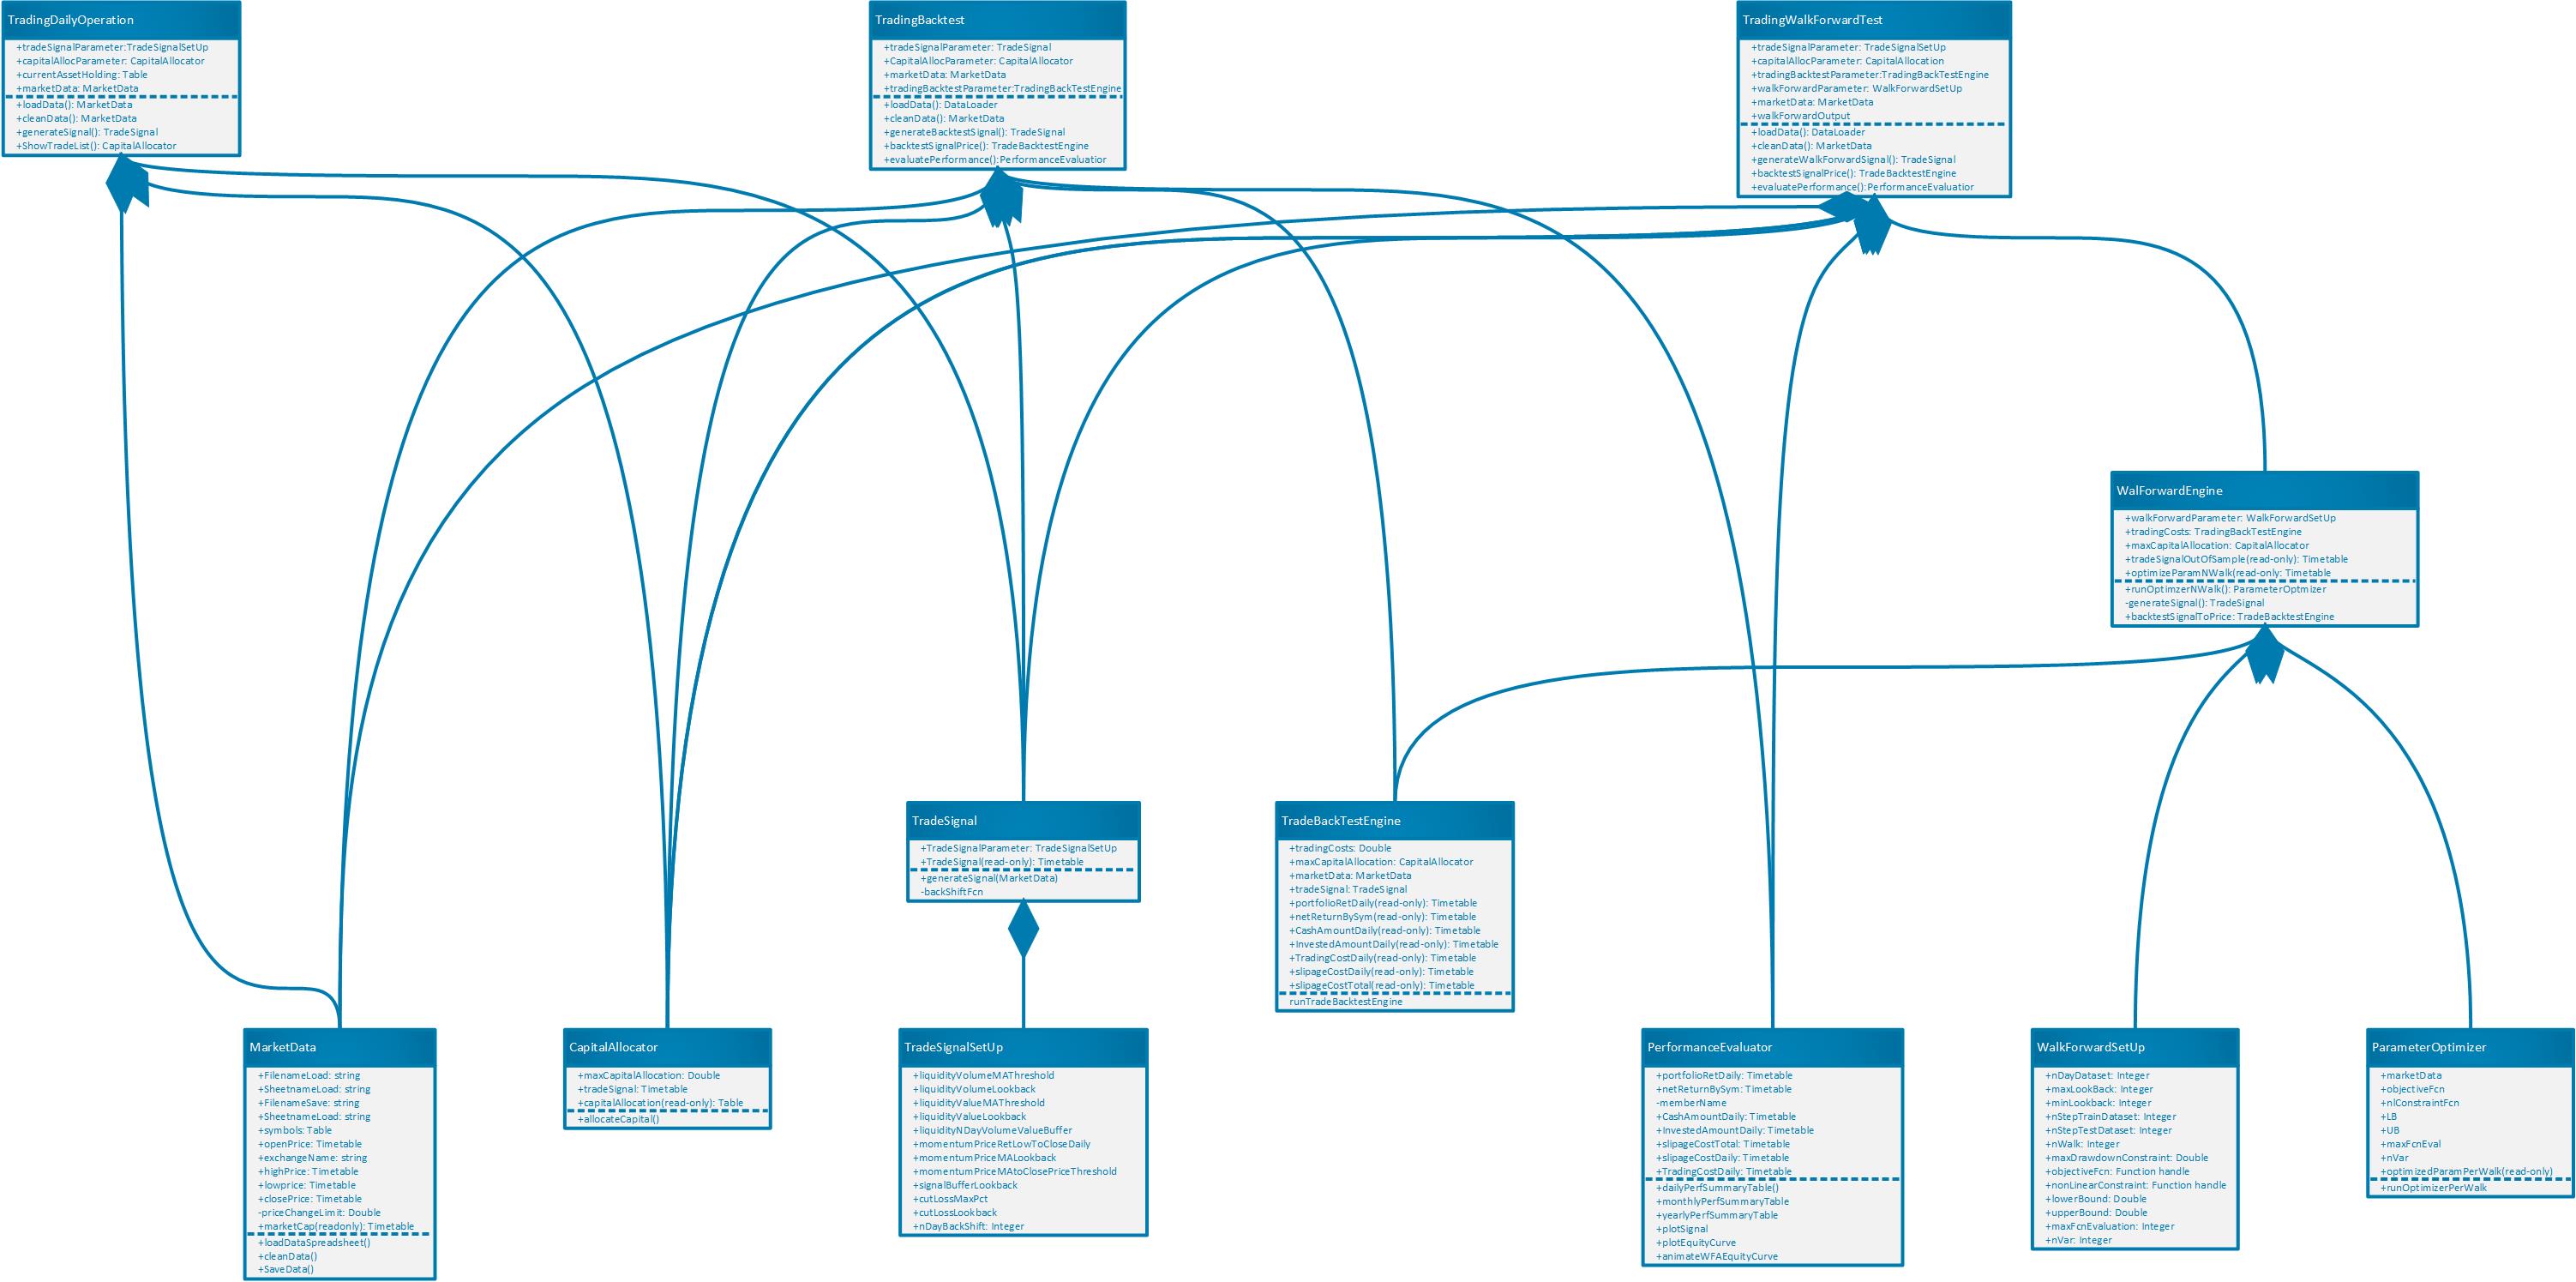 TradingDailyOperation
+tradeSignalParameter:TradeSignalSetUp
+capitalAllocParameter: CapitalAllocator
+currentAssetHolding: Table
+marketData: MarketData
+loadData(): MarketData
+cleanData(): MarketData
+generateSignal(): TradeSignal
+ShowTradeList(): CapitalAllocator
TradingBacktest
+tradeSignalParameter: TradeSignal
+CapitalAllocParameter: CapitalAllocator
+marketData: MarketData
+tradingBacktestParameter:TradingBackTestEngine
+loadData(): DataLoader
+cleanData(): MarketData
+generateBacktestSignal(): TradeSignal
+backtestSignalPrice(): TradeBacktestEngine
+evaluatePerformance():PerformanceEvaluatior
TradingWalkForwardTest
+tradeSignalParameter: TradeSignalSetUp
+capitalAllocParameter: CapitalAllocation
+tradingBacktestParameter:TradingBackTestEngine
+walkForwardParameter: WalkForwardSetUp
+marketData: MarketData
+walkForwardOutput
+loadData(): DataLoader
+cleanData(): MarketData
+generateWalkForwardSignal(): TradeSignal
+backtestSignalPrice(): TradeBacktestEngine
+evaluatePerformance():PerformanceEvaluatior
WalForwardEngine
+walkForwardParameter: WalkForwardSetUp
+tradingCosts: TradingBackTestEngine
+maxCapitalAllocation: CapitalAllocator
+tradeSignalOutOfSample(read-only): Timetable
+optimizeParamNWalk(read-only: Timetable
+runOptimzerNWalk(): ParameterOptmizer
-generateSignal(): TradeSignal
+backtestSignalToPrice: TradeBacktestEngine
TradeSignal
+TradeSignalParameter: TradeSignalSetUp
+TradeSignal(read-only): Timetable
+generateSignal(MarketData)
-backShiftFcn
TradeBackTestEngine
+tradingCosts: Double
+maxCapitalAllocation: CapitalAllocator
+marketData: MarketData
+tradeSignal: TradeSignal
+portfolioRetDaily(read-only): Timetable
+netReturnBySym(read-only): Timetable
+CashAmountDaily(read-only): Timetable
+InvestedAmountDaily(read-only): Timetable
+TradingCostDaily(read-only): Timetable
+slipageCostDaily(read-only): Timetable
+slipageCostTotal(read-only): Timetable
runTradeBacktestEngine
MarketData
+FilenameLoad: string
+SheetnameLoad: string
+FilenameSave: string
+SheetnameLoad: string
+symbols: Table
+openPrice: Timetable
+exchangeName: string
+highPrice: Timetable
+lowprice: Timetable
+closePrice: Timetable
-priceChangeLimit: Double
+marketCap(readonly): Timetable
+loadDataSpreadsheet()
+cleanData()
+SaveData()
CapitalAllocator
+maxCapitalAllocation: Double
+tradeSignal: Timetable
+capitalAllocation(read-only): Table
+allocateCapital()
TradeSignalSetUp
+liquidityVolumeMAThreshold
+liquidityVolumeLookback
+liquidityValueMAThreshold
+liquidityValueLookback
+liquidityNDayVolumeValueBuffer
+momentumPriceRetLowToCloseDaily
+momentumPriceMALookback
+momentumPriceMAtoClosePriceThreshold
+signalBufferLookback
+cutLossMaxPct
+cutLossLookback
+nDayBackShift: Integer
PerformanceEvaluator
+portfolioRetDaily: Timetable
+netReturnBySym: Timetable
-memberName
+CashAmountDaily: Timetable
+InvestedAmountDaily: Timetable
+slipageCostTotal: Timetable
+slipageCostDaily: Timetable
+TradingCostDaily: Timetable
+dailyPerfSummaryTable()
+monthlyPerfSummaryTable
+yearlyPerfSummaryTable
+plotSignal
+plotEquityCurve
+animateWFAEquityCurve
WalkForwardSetUp
+nDayDataset: Integer
+maxLookBack: Integer
+minLookback: Integer
+nStepTrainDataset: Integer
+nStepTestDataset: Integer
+nWalk: Integer
+maxDrawdownConstraint: Double
+objectiveFcn: Function handle
+nonLinearConstraint: Function handle
+lowerBound: Double
+upperBound: Double
+maxFcnEvaluation: Integer
+nVar: Integer
ParameterOptimizer
+marketData
+objectiveFcn
+nlConstraintFcn
+LB
+UB
+maxFcnEval
+nVar
+optimizedParamPerWalk(read-only)
+runOptimizerPerWalk